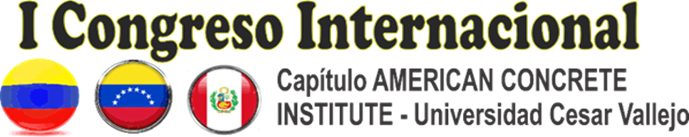 I Congreso Internacional
Capítulo AMERICAN CONCRETE
INSTITUTE - Universidad Cesar Vallejo